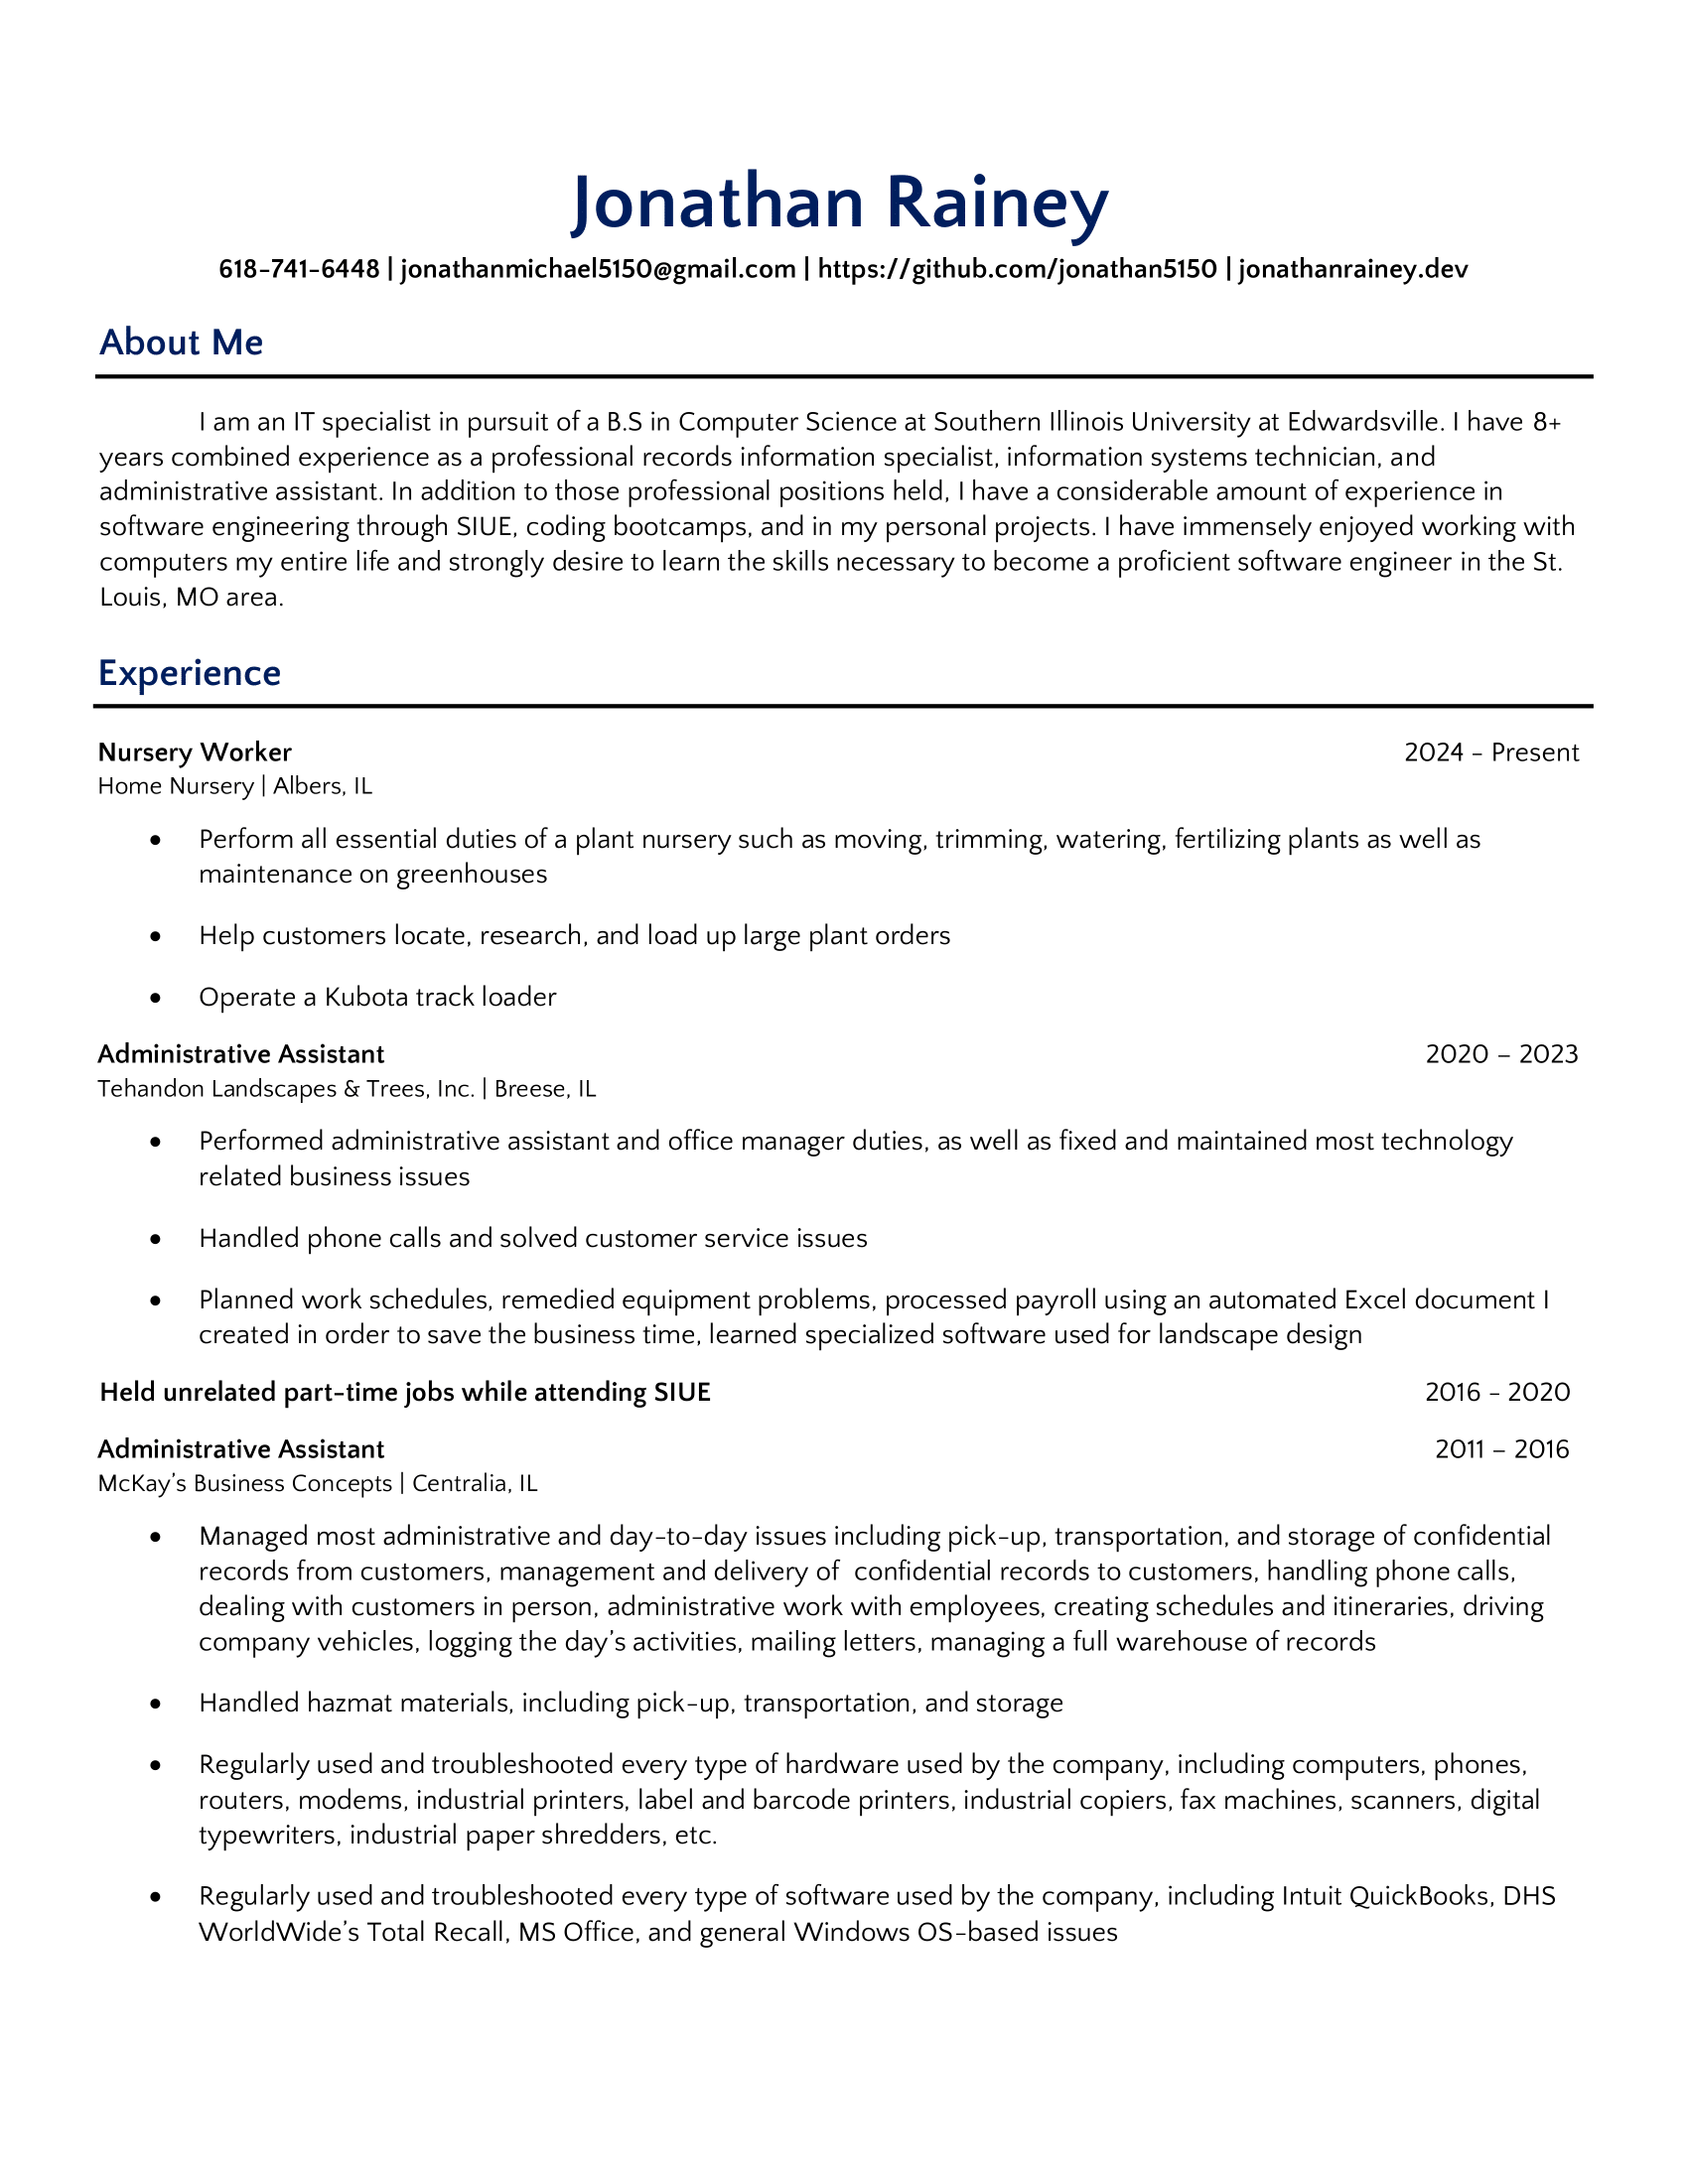 Jonathan Rainey
618-741-6448 | jonathanmichael5150@gmail.com | https://github.com/jonathan5150 | jonathanrainey.dev
About Me
I am an IT specialist in pursuit of a B.S in Computer Science at Southern Illinois University at Edwardsville. I have 8+
years combined experience as a professional records information specialist, information systems technician, and
administrative assistant. In addition to those professional positions held, I have a considerable amount of experience in
software engineering through SIUE, coding bootcamps, and in my personal projects. I have immensely enjoyed working with
computers my entire life and strongly desire to learn the skills necessary to become a proficient software engineer in the St.
Louis, MO area.
Experience
Nursery Worker 2024 - Present
Home Nursery | Albers, IL
• Perform all essential duties of a plant nursery such as moving, trimming, watering, fertilizing plants as well as
maintenance on greenhouses
• Help customers locate, research, and load up large plant orders
• Operate a Kubota track loader
Administrative Assistant 2020 – 2023
Tehandon Landscapes & Trees, Inc. | Breese, IL
• Performed administrative assistant and office manager duties, as well as fixed and maintained most technology
related business issues
• Handled phone calls and solved customer service issues
• Planned work schedules, remedied equipment problems, processed payroll using an automated Excel document I
created in order to save the business time, learned specialized software used for landscape design
Held unrelated part-time jobs while attending SIUE 2016 - 2020
Administrative Assistant 2011 – 2016
McKay’s Business Concepts | Centralia, IL
• Managed most administrative and day-to-day issues including pick-up, transportation, and storage of confidential
records from customers, management and delivery of  confidential records to customers, handling phone calls,
dealing with customers in person, administrative work with employees, creating schedules and itineraries, driving
company vehicles, logging the day’s activities, mailing letters, managing a full warehouse of records
• Handled hazmat materials, including pick-up, transportation, and storage
• Regularly used and troubleshooted every type of hardware used by the company, including computers, phones,
routers, modems, industrial printers, label and barcode printers, industrial copiers, fax machines, scanners, digital
typewriters, industrial paper shredders, etc.
• Regularly used and troubleshooted every type of software used by the company, including Intuit QuickBooks, DHS
WorldWide’s Total Recall, MS Office, and general Windows OS-based issues